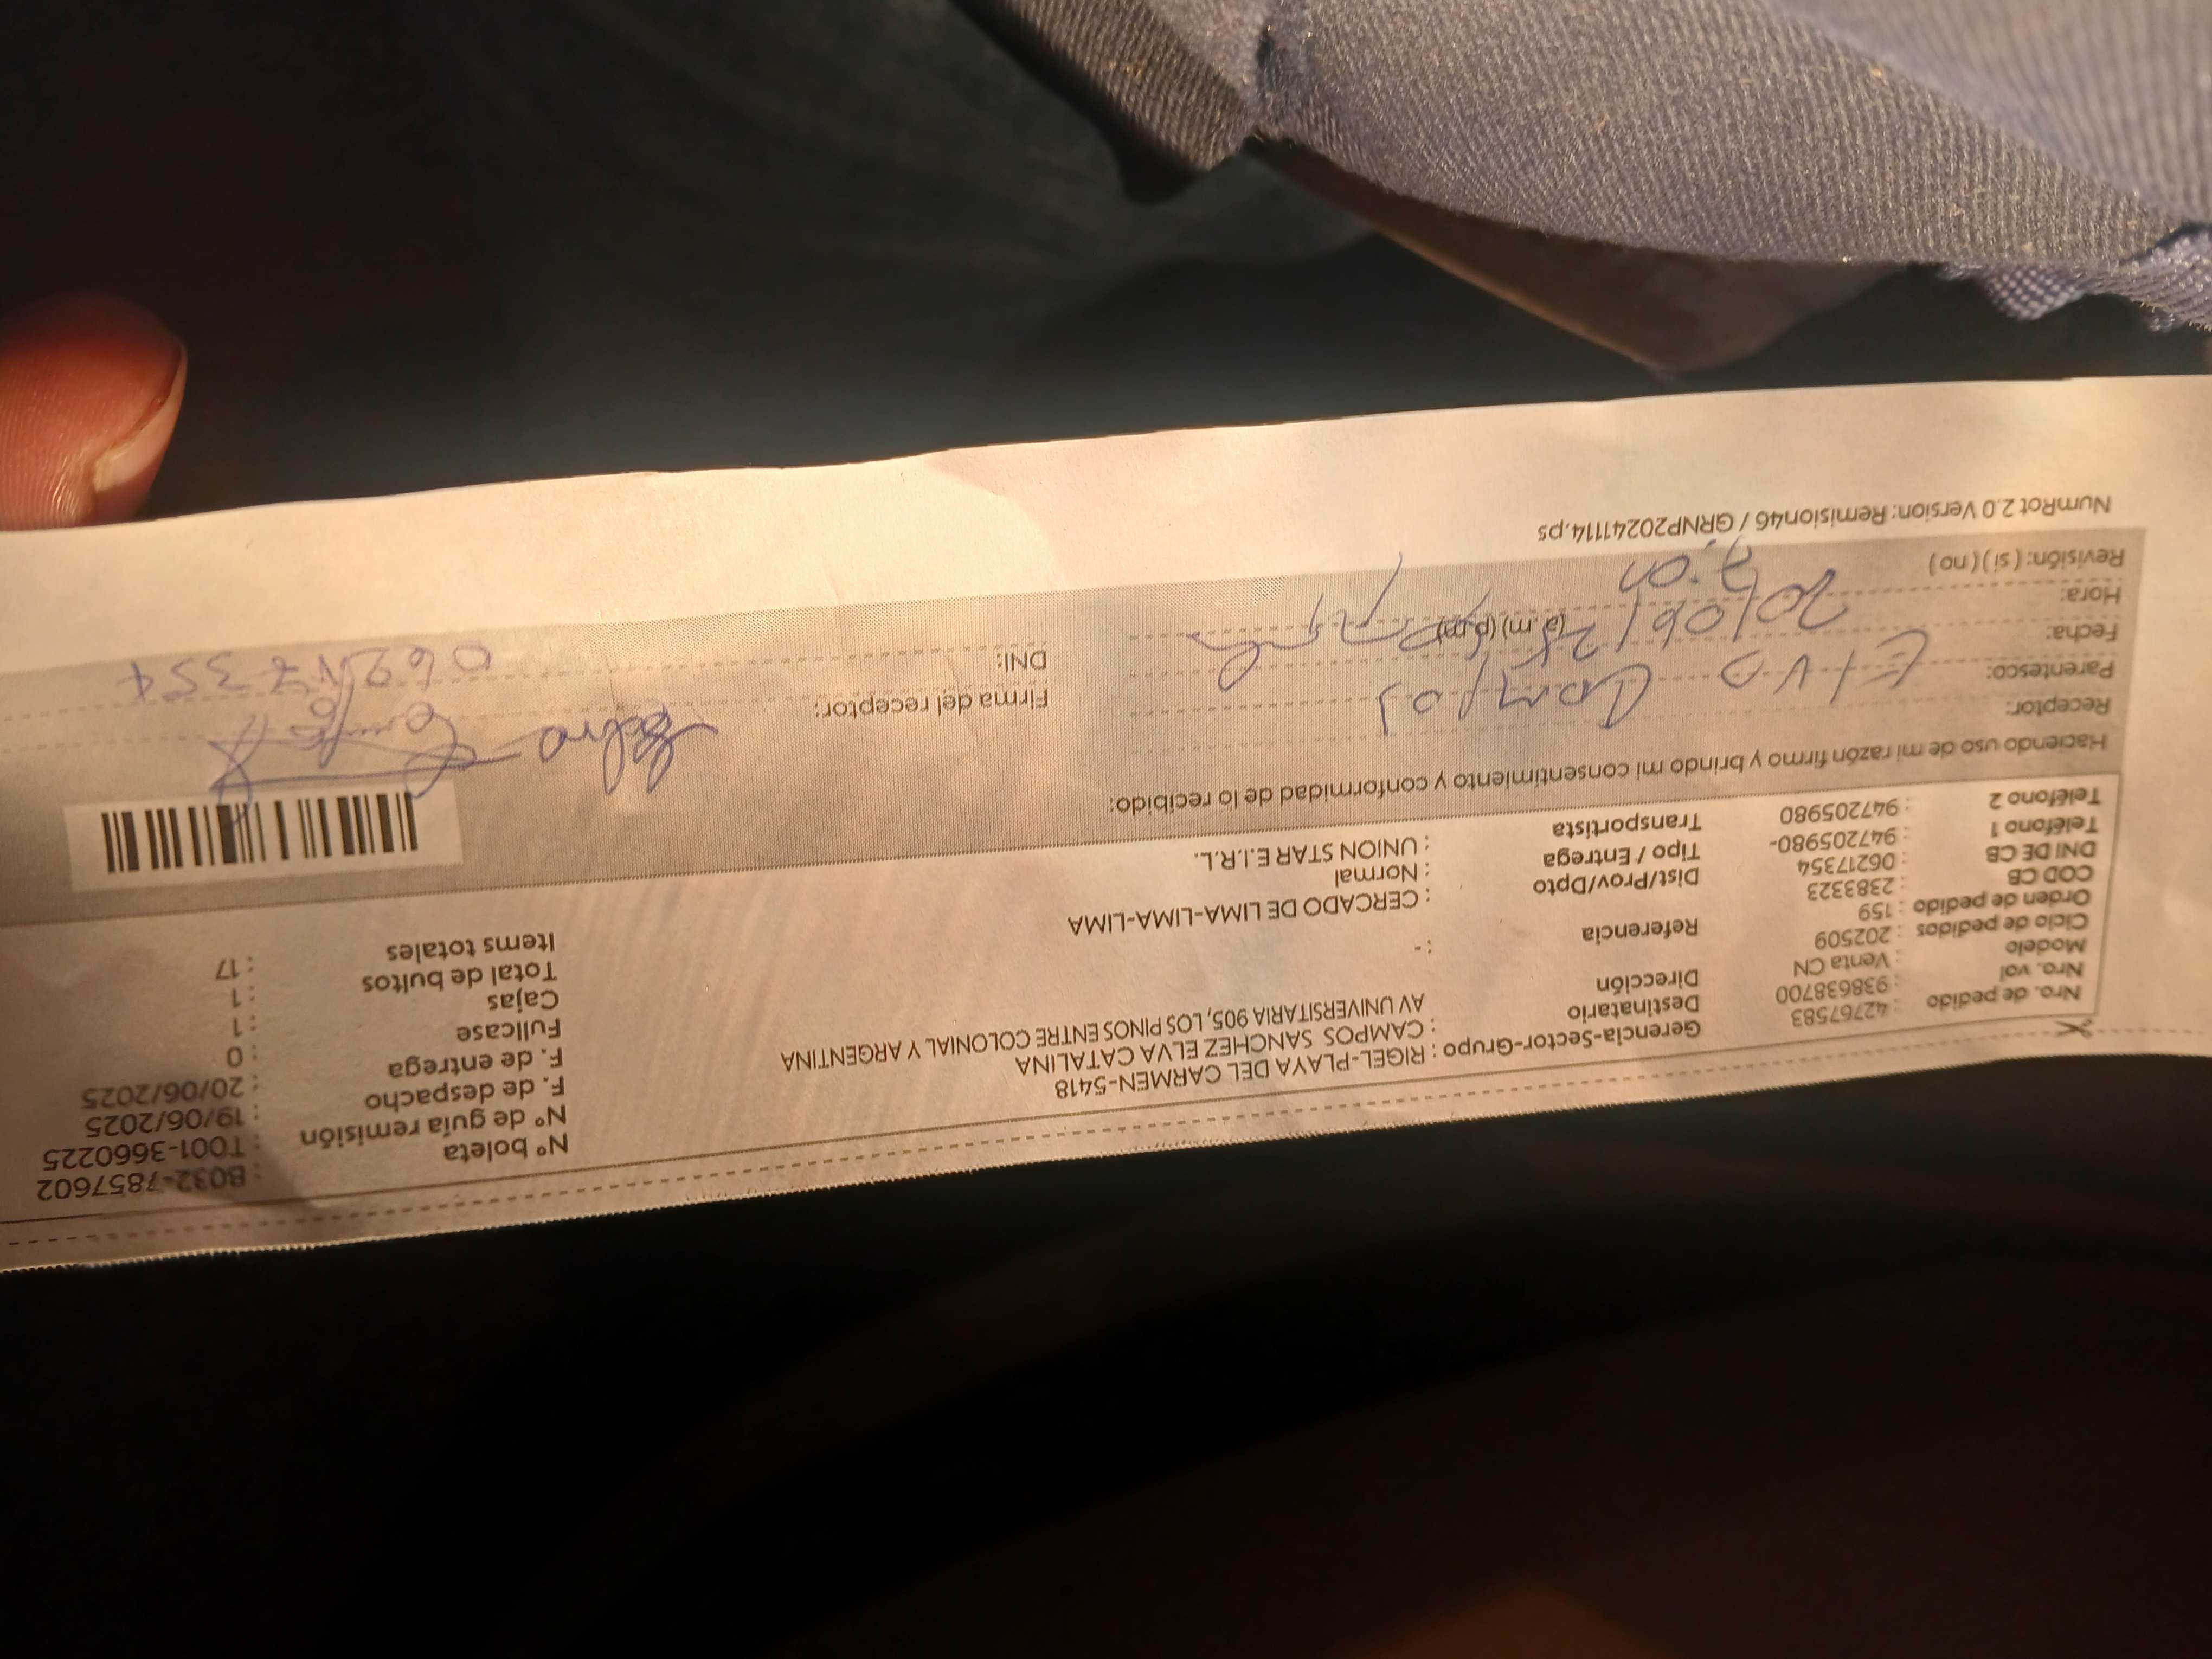 Nro. de pedido : 42767583
Nro. vol : 938638700
Modelo : Venta CN
Ciclo de pedidos : 202509
Orden de pedido : 159
COD CB : 2383323
DNI DE CB : 06217354
Teléfono 1 : 947205980-
Teléfono 2 : 947205980
Gerencia-Sector-Grupo : RIGEL-PLAYA DEL CARMEN-5418
Destinatario : CAMPOS SANCHEZ ELVA CATALINA
Dirección AV UNIVERSITARIA 905, LOS PINOS ENTRE COLONIAL Y ARGENTINA
Referencia : -
Dist/Prov/Dpto : CERCADO DE LIMA-LIMA-LIMA
Tipo / Entrega : Normal
Transportista : UNION STAR E.I.R.L.
N° boleta : B032-7857602
N° de guía remisión : T001-3660225
F. de despacho : 19/06/2025
F. de entrega : 20/06/2025
Fullcase : 0
Cajas : 1
Total de bultos : 1
Items totales : 17
Haciendo uso de mi razón firmo y brindo mi consentimiento y conformidad de lo recibido:
Receptor: Elva Campos
Parentesco:
Fecha: 20/06/25
Hora: (a.m) (p.m)
Revisión: (si) (no)
Firma del receptor:
DNI:
NumRot 2.0 Version: Remision46 / GRNP20241114.ps